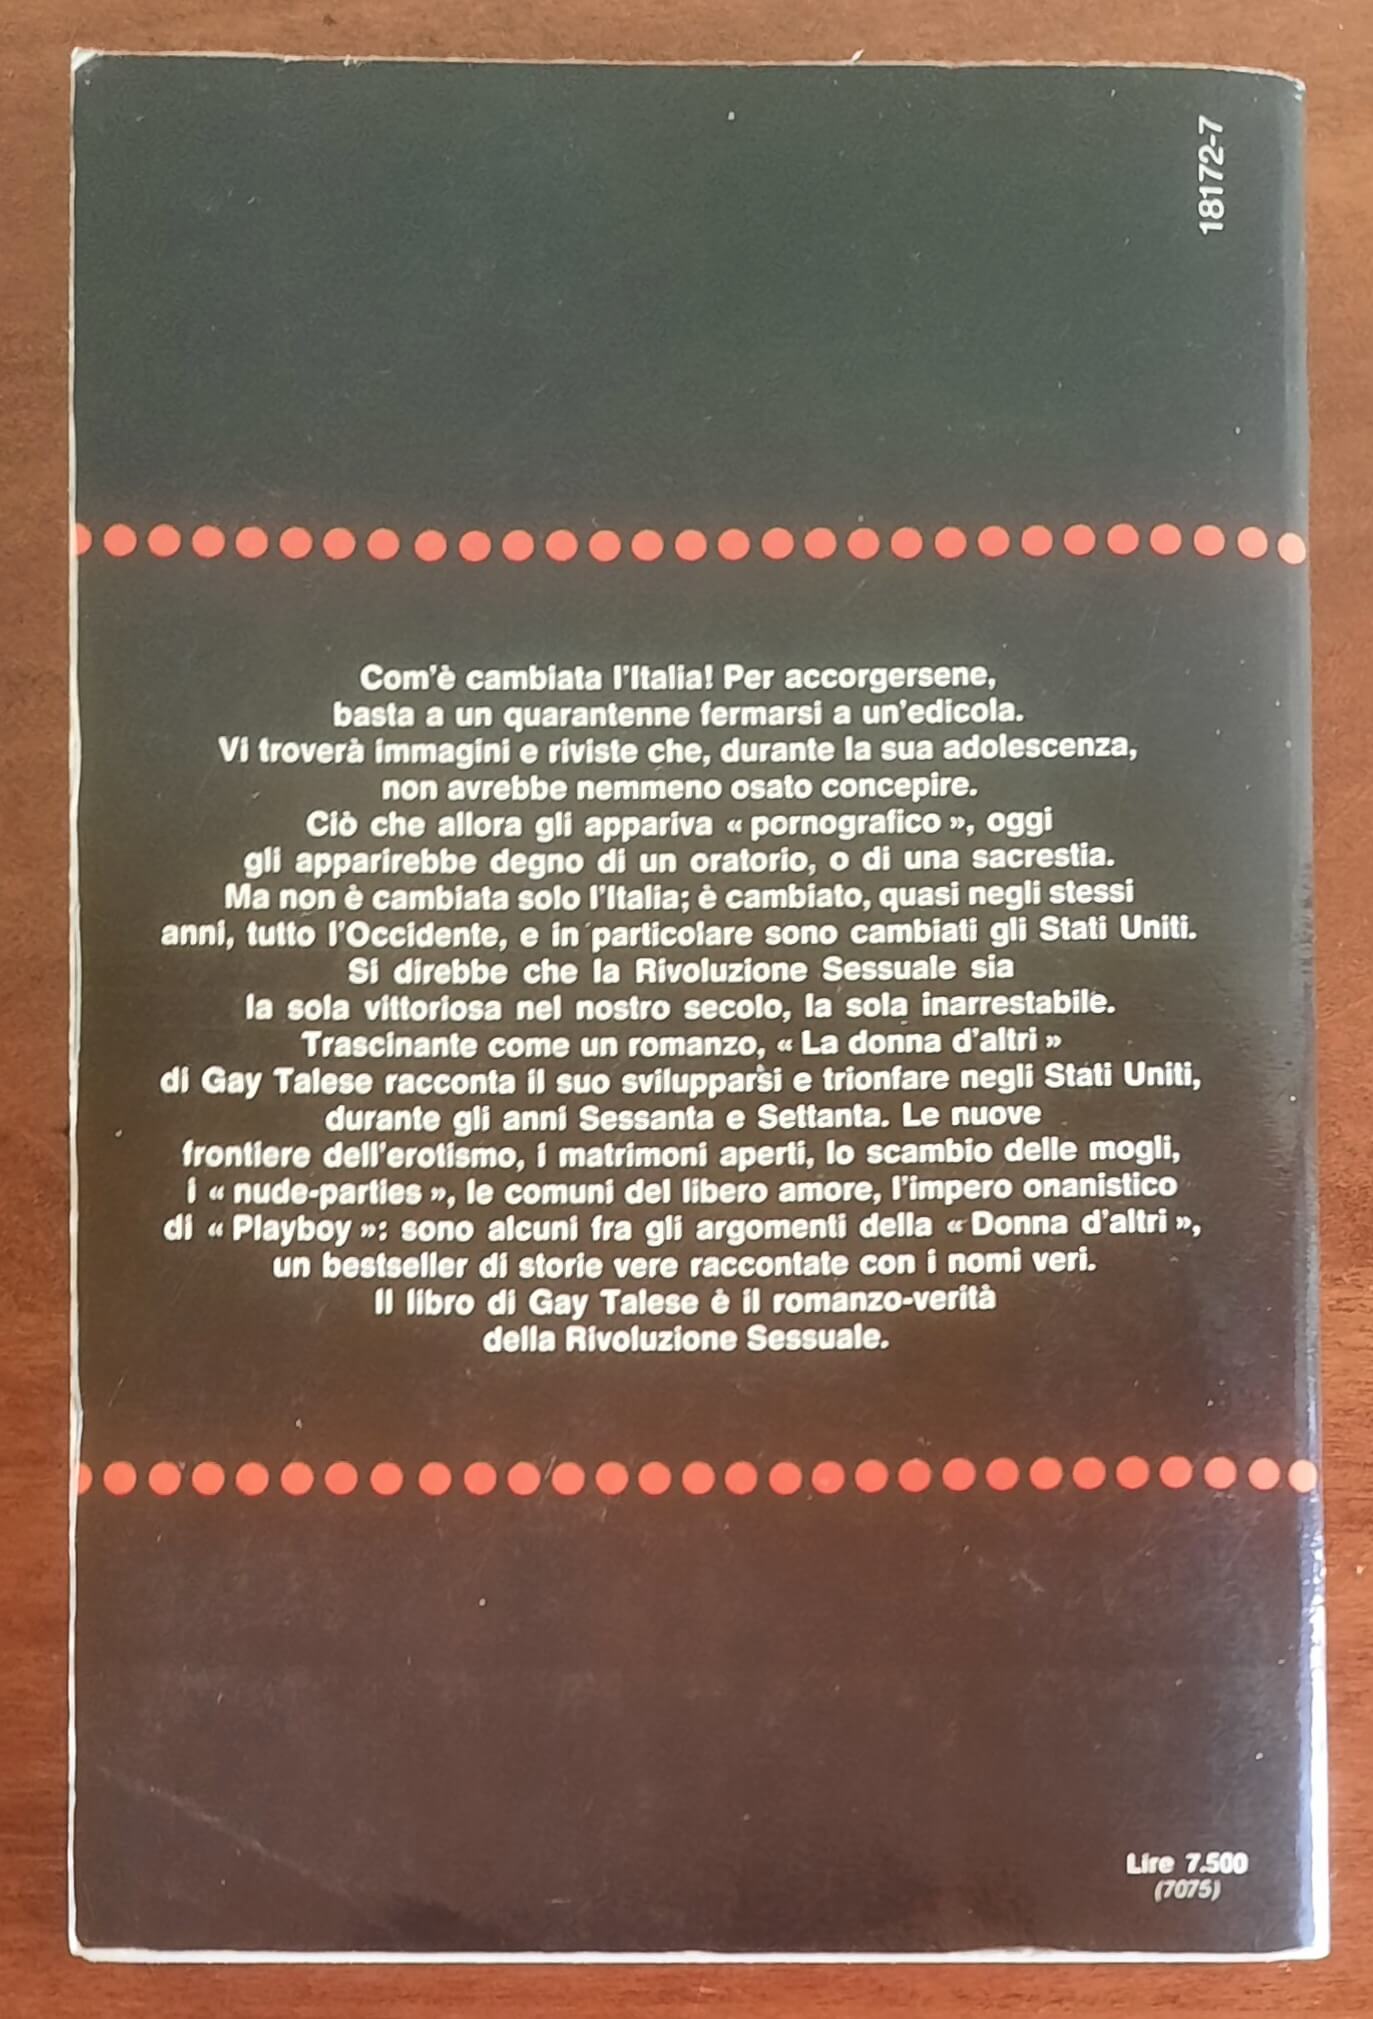 18172-7
Com'è cambiata l'Italia! Per accorgersene,
basta a un quarantenne fermarsi a un'edicola.
Vi troverà immagini e riviste che, durante la sua adolescenza,
non avrebbe nemmeno osato concepire.
Ciò che allora gli appariva « pornografico », oggi
gli apparirebbe degno di un oratorio, o di una sacrestia.
Ma non è cambiata solo l'Italia; è cambiato, quasi negli stessi
anni, tutto l'Occidente, e in particolare sono cambiati gli Stati Uniti.
Si direbbe che la Rivoluzione Sessuale sia
la sola vittoriosa nel nostro secolo, la sola inarrestabile.
Trascinante come un romanzo, « La donna d'altri »
di Gay Talese racconta il suo svilupparsi e trionfare negli Stati Uniti,
durante gli anni Sessanta e Settanta. Le nuove
frontiere dell'erotismo, i matrimoni aperti, lo scambio delle mogli,
i « nude-parties », le comuni del libero amore, l'impero onanistico
di « Playboy »: sono alcuni fra gli argomenti della « Donna d'altri »,
un bestseller di storie vere raccontate con i nomi veri.
Il libro di Gay Talese è il romanzo-verità
della Rivoluzione Sessuale.
Lire 7.500
(7075)